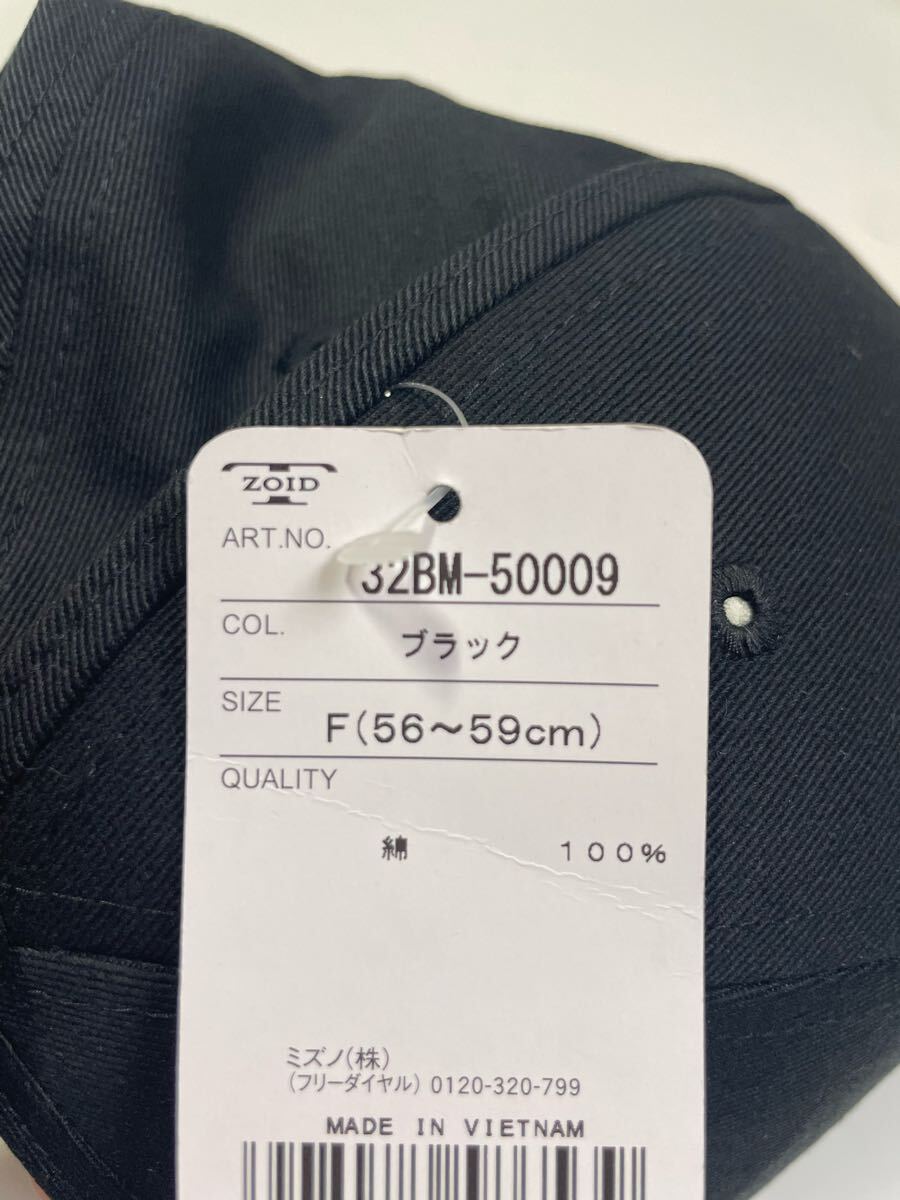 ZOID
ART.NO.
32BM-50009
COL.
ブラック
SIZE
F(56～59cm)
QUALITY
綿 100%
ミズノ(株)
(フリーダイヤル) 0120-320-799
MADE IN VIETNAM